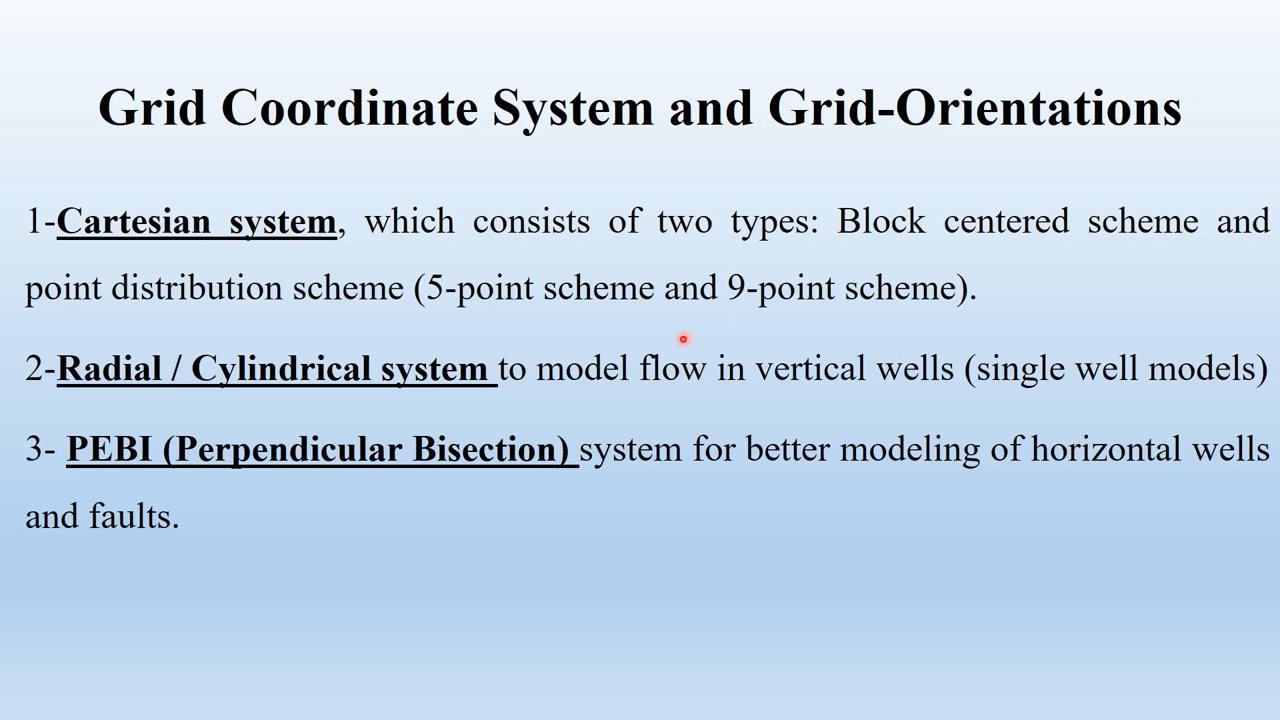 Grid Coordinate System and Grid-Orientations
1-Cartesian system, which consists of two types: Block centered scheme and
point distribution scheme (5-point scheme and 9-point scheme).
2-Radial / Cylindrical system to model flow in vertical wells (single well models)
3- PEBI (Perpendicular Bisection) system for better modeling of horizontal wells
and faults.